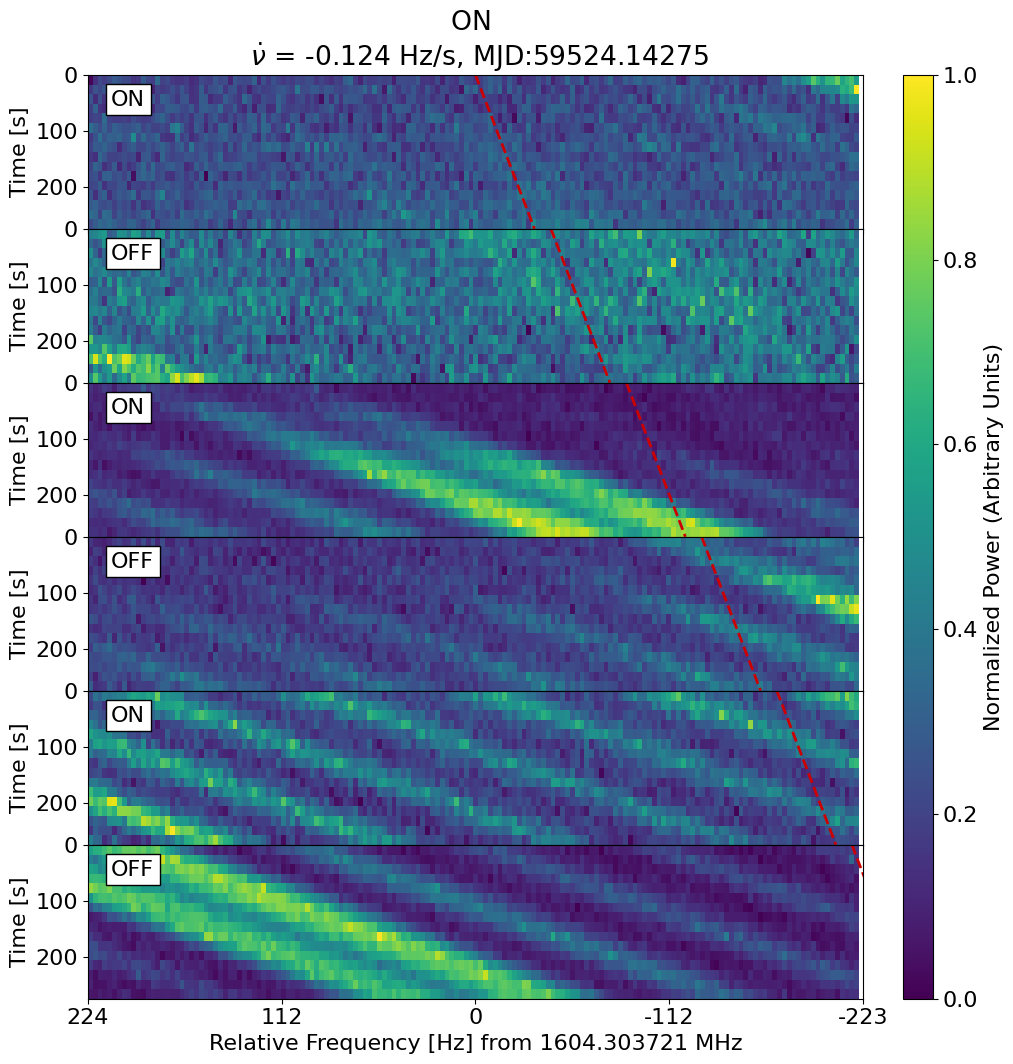 ON
ν̇ = -0.124 Hz/s, MJD:59524.14275
0
100
200
Time [s]
ON
0
100
200
Time [s]
OFF
0
100
200
Time [s]
ON
0
100
200
Time [s]
OFF
0
100
200
Time [s]
ON
0
100
200
Time [s]
OFF
224 112 0 -112 -223
Relative Frequency [Hz] from 1604.303721 MHz
1.0
0.8
0.6
0.4
0.2
0.0
Normalized Power (Arbitrary Units)